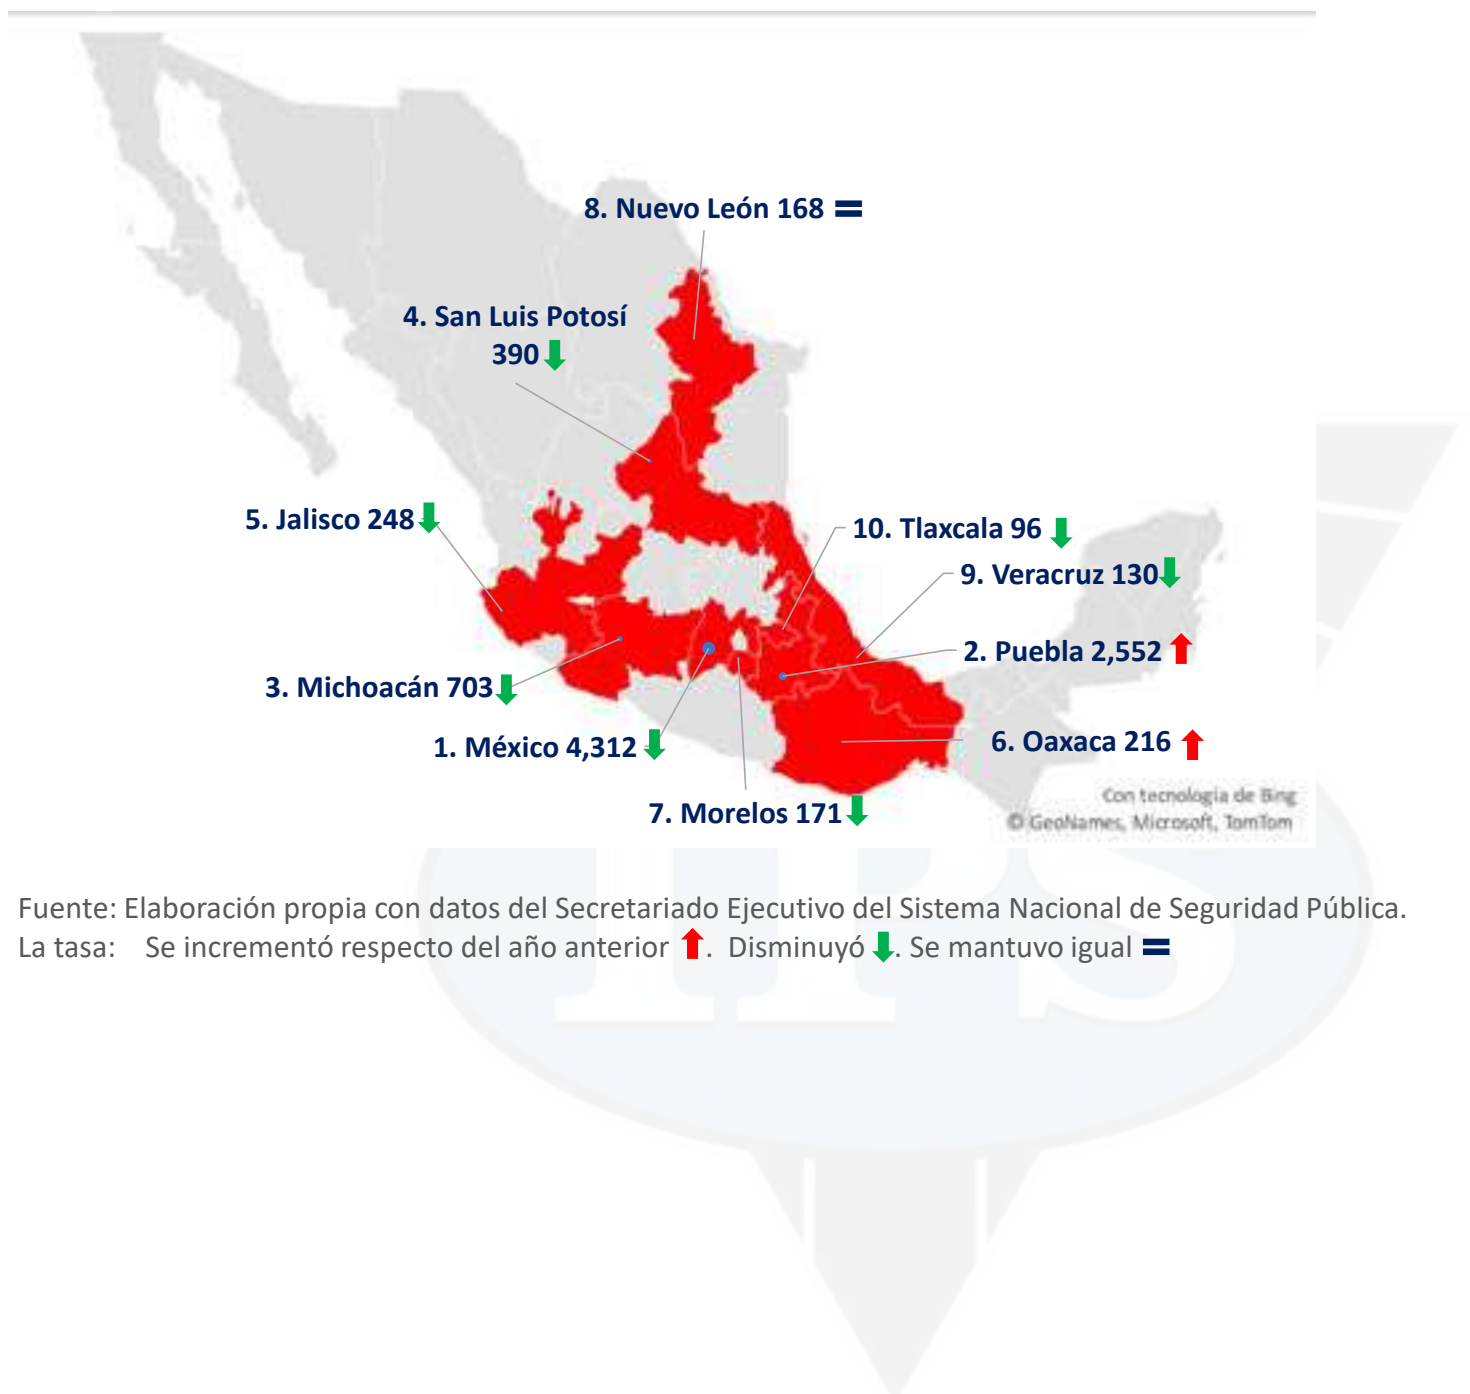 8. Nuevo León 168 =
4. San Luis Potosí
390 ⬇
5. Jalisco 248 ⬇
10. Tlaxcala 96 ⬇
9. Veracruz 130 ⬇
2. Puebla 2,552 ⬆
3. Michoacán 703 ⬇
1. México 4,312 ⬇
6. Oaxaca 216 ⬆
7. Morelos 171 ⬇
Con tecnología de Bing
© GeoNames, Microsoft, TomTom
Fuente: Elaboración propia con datos del Secretariado Ejecutivo del Sistema Nacional de Seguridad Pública.
La tasa: Se incrementó respecto del año anterior ⬆. Disminuyó ⬇. Se mantuvo igual =
IPS